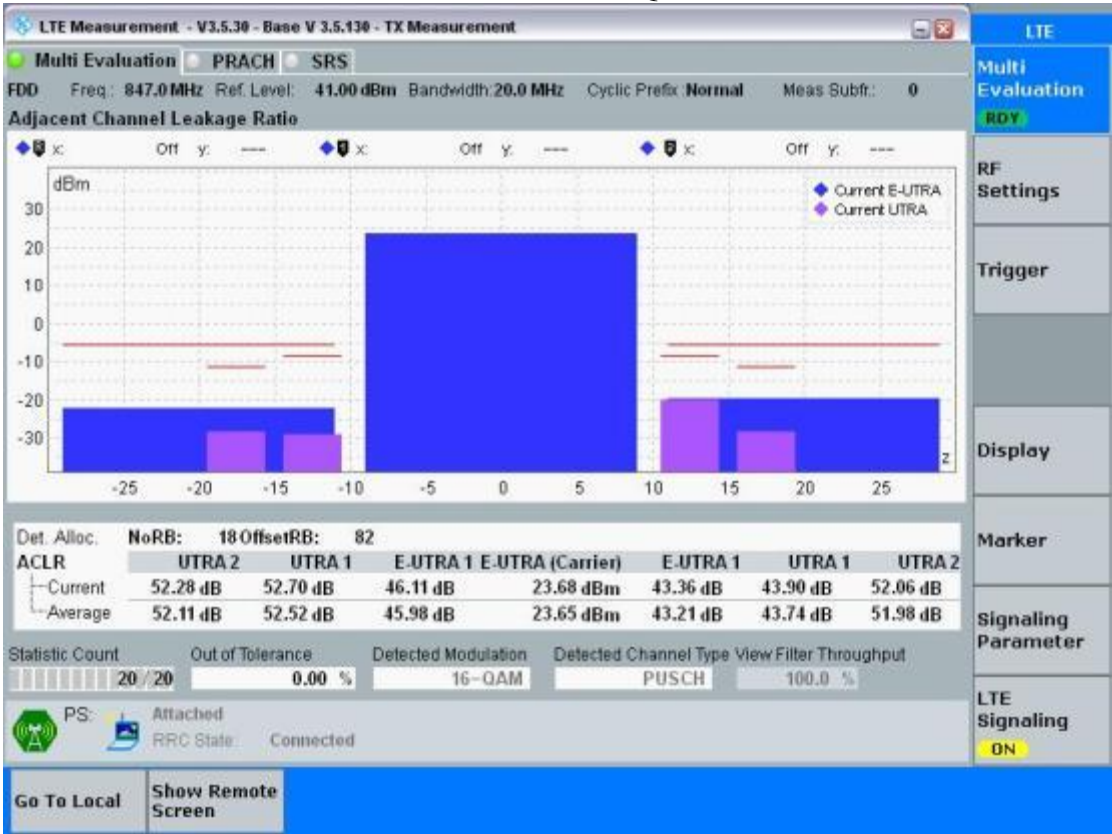 LTE Measurement - V3.5.30 - Base V 3.5.130 - TX Measurement
LTE
Multi Evaluation PRACH SRS
Multi
Evaluation
RDY
FDD Freq.: 847.0 MHz Ref. Level: 41.00 dBm Bandwidth: 20.0 MHz Cyclic Prefix: Normal Meas Subfr.: 0
Adjacent Channel Leakage Ratio
x: Off y: --- x: Off y: --- x: Off y: ---
RF
Settings
dBm
Current E-UTRA
Current UTRA
30
20
10
0
-10
-20
-30
z
-25 -20 -15 -10 -5 0 5 10 15 20 25
Trigger
Display
Marker
Det. Alloc. NoRB: 18 OffsetRB: 82
ACLR UTRA 2 UTRA 1 E-UTRA 1 E-UTRA (Carrier) E-UTRA 1 UTRA 1 UTRA 2
Current 52.28 dB 52.70 dB 46.11 dB 23.68 dBm 43.36 dB 43.90 dB 52.06 dB
Average 52.11 dB 52.52 dB 45.98 dB 23.65 dBm 43.21 dB 43.74 dB 51.98 dB
Signaling
Parameter
Statistic Count Out of Tolerance Detected Modulation Detected Channel Type View Filter Throughput
20 / 20 0.00 % 16-QAM PUSCH 100.0 %
PS: Attached
RRC State: Connected
LTE
Signaling
ON
Go To Local
Show Remote
Screen